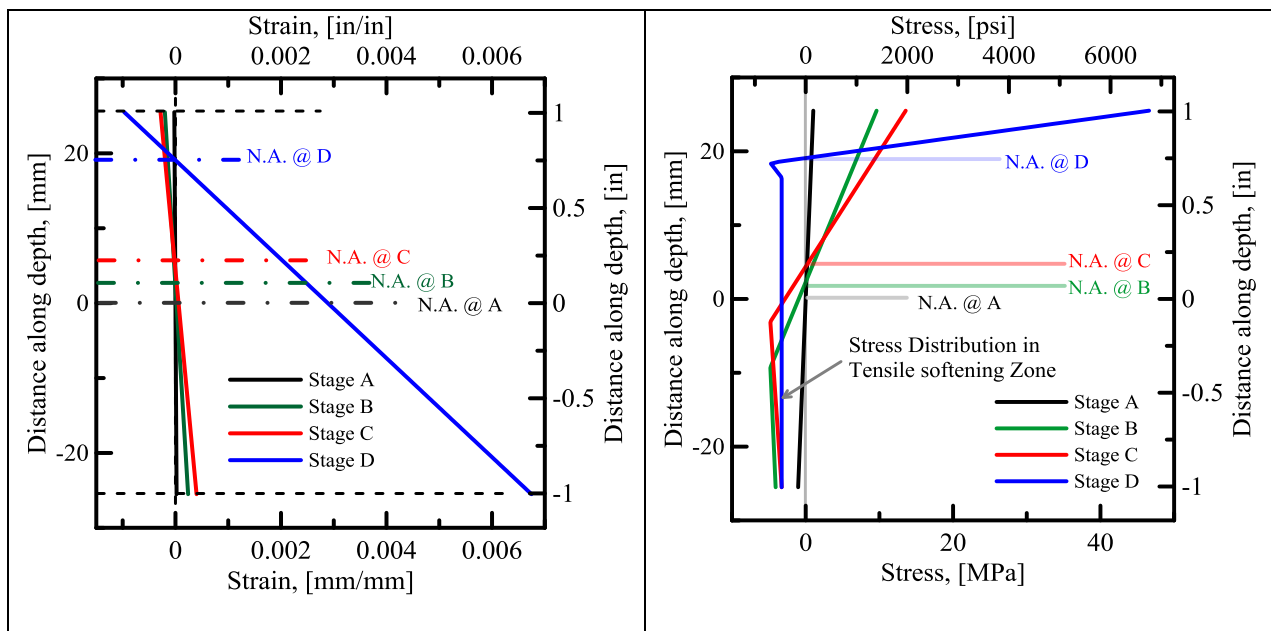 Strain, [in/in]
0 0.002 0.004 0.006
Distance along depth, [mm]
20
0
-20
1
0.5
0
-0.5
-1
Distance along depth, [in]
N.A. @ D
N.A. @ C
N.A. @ B
N.A. @ A
Stage A
Stage B
Stage C
Stage D
0 0.002 0.004 0.006
Strain, [mm/mm]
Stress, [psi]
0 2000 4000 6000
Distance along depth, [mm]
20
0
-20
1
0.5
0
-0.5
-1
Distance along depth, [in]
N.A. @ D
N.A. @ C
N.A. @ B
N.A. @ A
Stress Distribution in
Tensile softening Zone
Stage A
Stage B
Stage C
Stage D
0 20 40
Stress, [MPa]